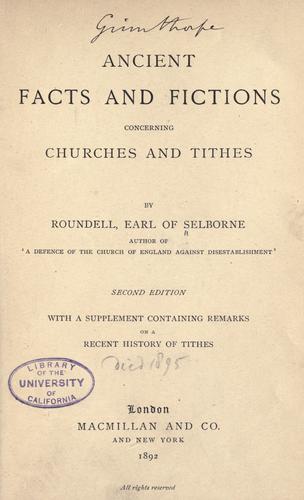 Grimthorpe
ANCIENT
FACTS AND FICTIONS
CONCERNING
CHURCHES AND TITHES
BY
ROUNDELL, EARL OF SELBORNE
AUTHOR OF
'A DEFENCE OF THE CHURCH OF ENGLAND AGAINST DISESTABLISHMENT'
SECOND EDITION
WITH A SUPPLEMENT CONTAINING REMARKS
ON A
RECENT HISTORY OF TITHES
Died 1895
LIBRARY
OF THE
UNIVERSITY
OF
CALIFORNIA
London
MACMILLAN AND CO.
AND NEW YORK
1892
All rights reserved